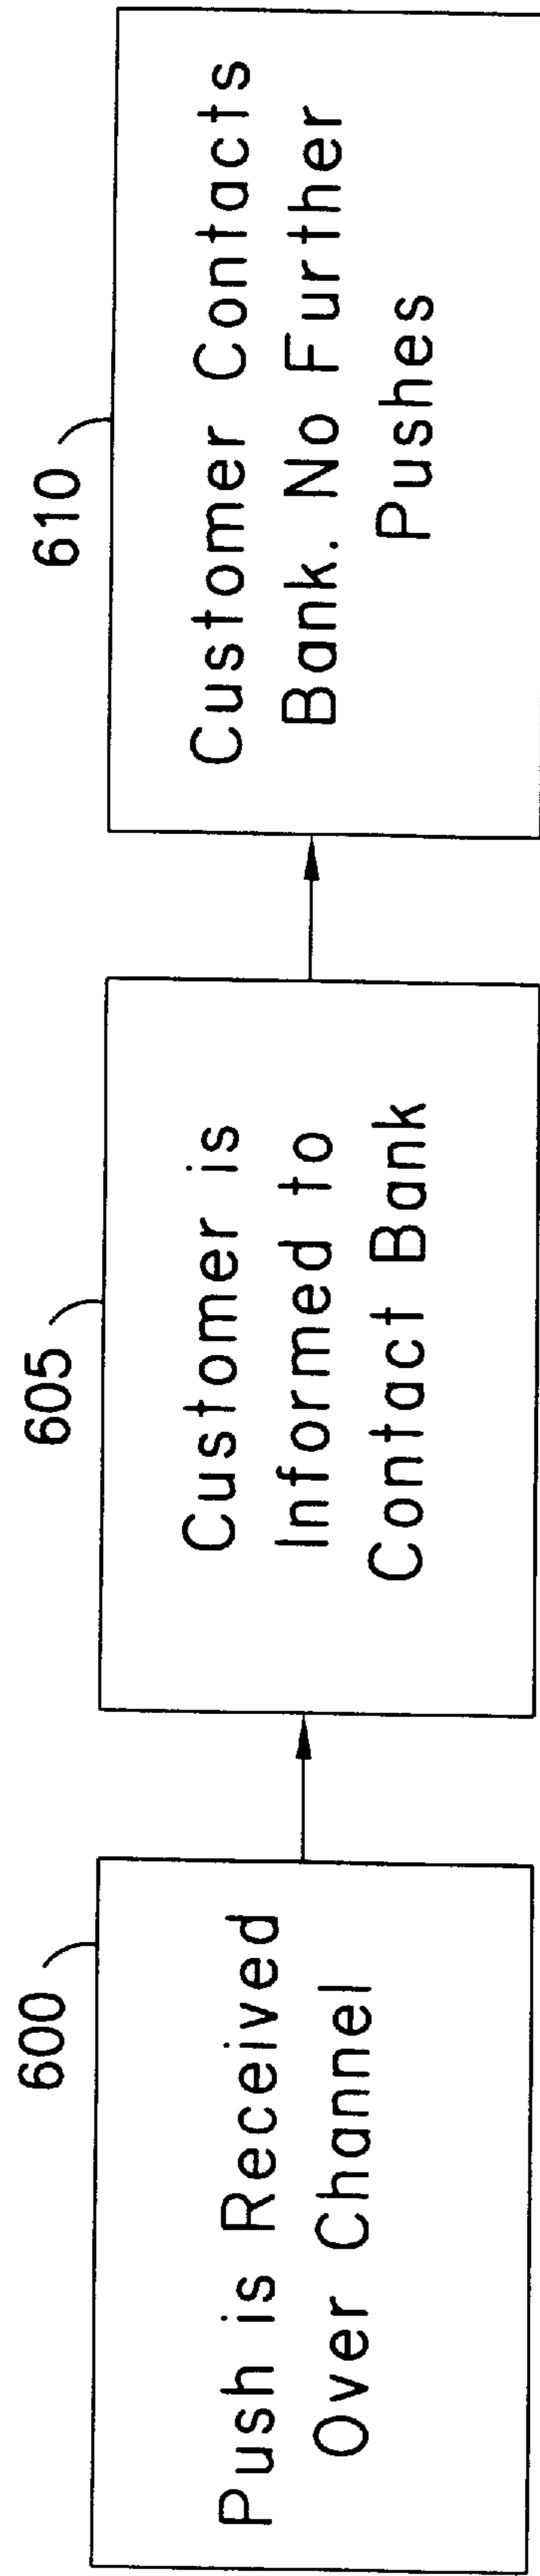 600
Push is Received
Over Channel
605
Customer is
Informed to
Contact Bank
610
Customer Contacts
Bank. No Further
Pushes